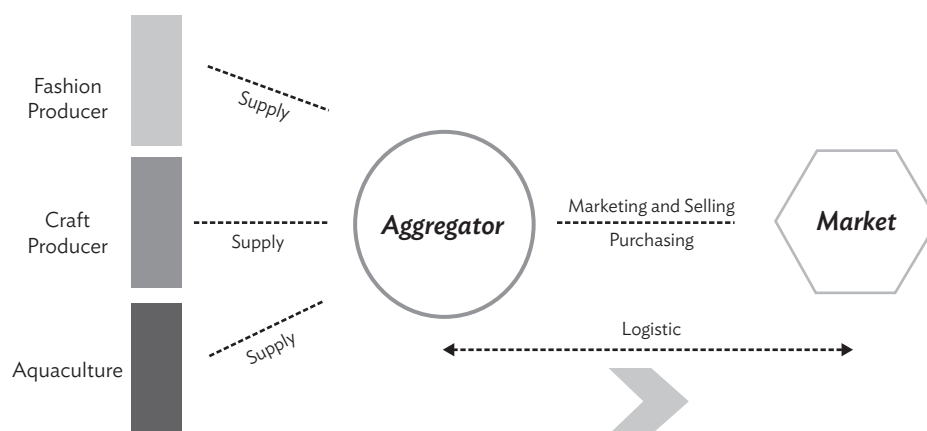 Fashion
Producer
Supply
Craft
Producer
Supply
Aquaculture
Supply
Aggregator
Marketing and Selling
Purchasing
Market
Logistic